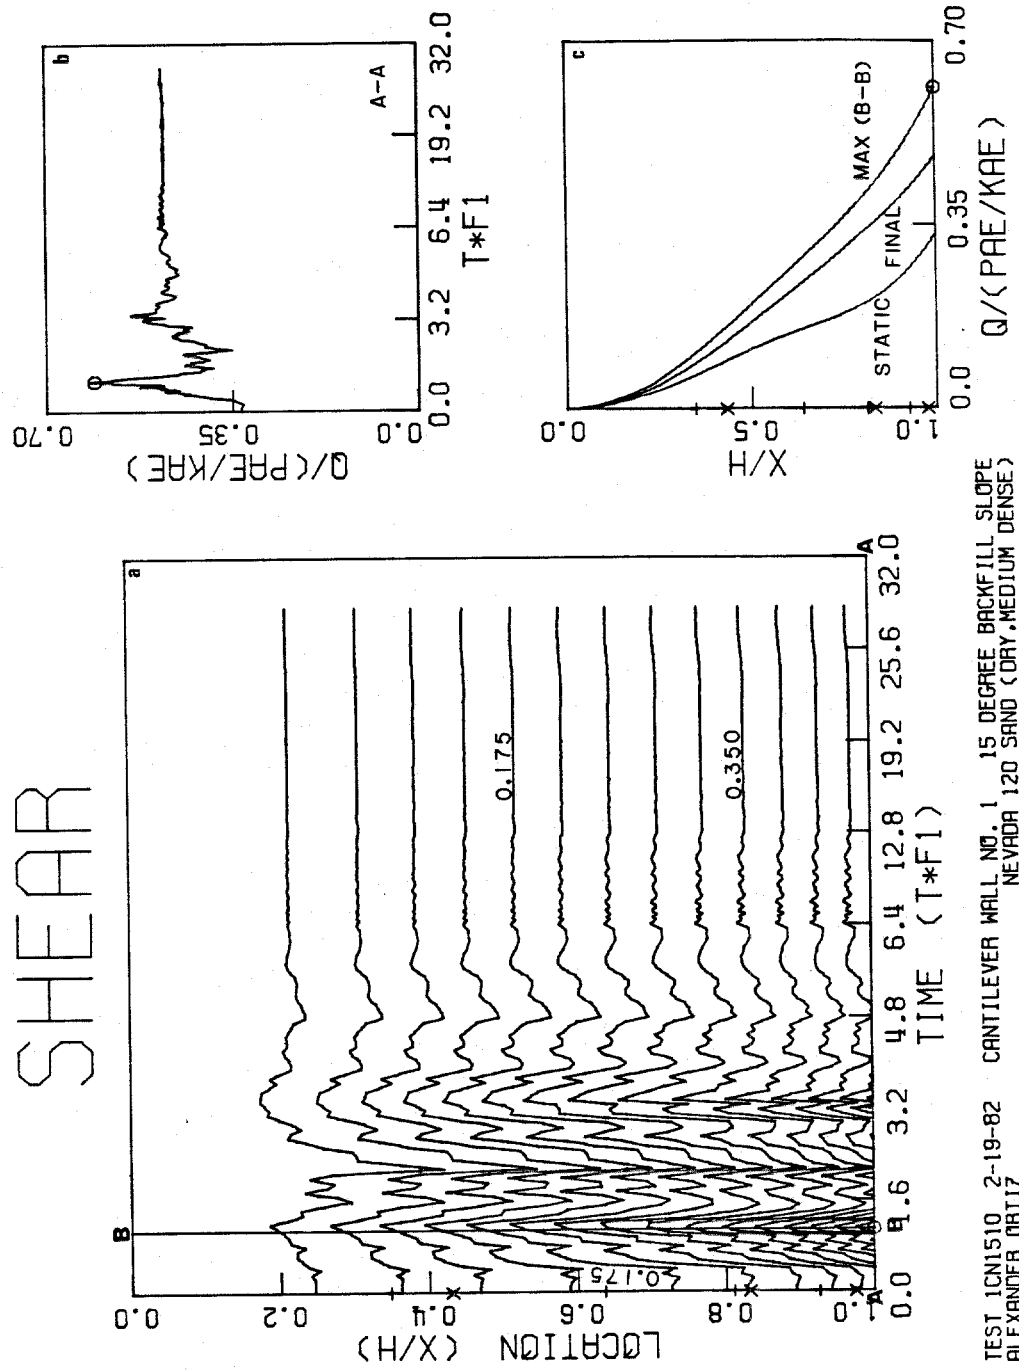 SHEAR
a
B
B
A
A
0.175
0.175
0.350
0.2
0.4
0.6
0.8
1.0
LOCATION
(X/H)
0.0
1.6
3.2
4.8
6.4
12.8
19.2
25.6
32.0
TIME (T*F1)
b
A-A
0.70
0.35
0.0
Q/(PAE/KAE)
0.0
3.2
6.4
19.2
32.0
T*F1
c
MAX (B-B)
FINAL
STATIC
0.0
0.5
1.0
X/H
0.0
0.35
0.70
Q/(PAE/KAE)
TEST 1CN1510 2-19-82 CANTILEVER WALL NO. 1 15 DEGREE BACKFILL SLOPE
ALEXANDER ORTIZ NEVADA 120 SAND (DRY,MEDIUM DENSE)